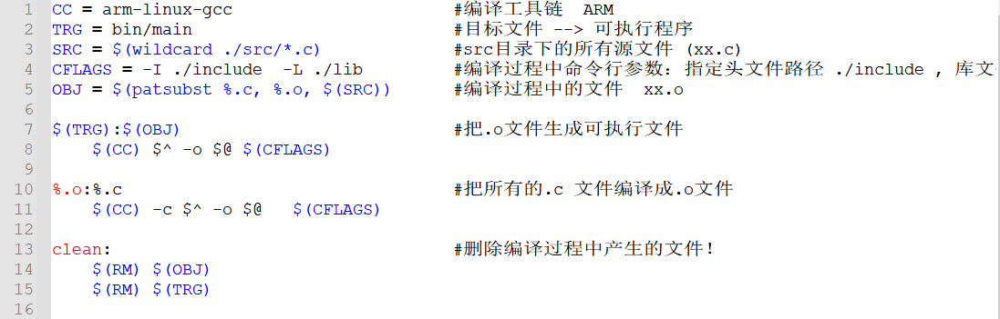 1 CC = arm-linux-gcc #编译工具链 ARM
2 TRG = bin/main #目标文件 --> 可执行程序
3 SRC = $(wildcard ./src/*.c) #src目录下的所有源文件 (xx.c)
4 CFLAGS = -I ./include -L ./lib #编译过程中命令行参数：指定头文件路径 ./include , 库文
5 OBJ = $(patsubst %.c, %.o, $(SRC)) #编译过程中的文件 xx.o
6
7 $(TRG):$(OBJ) #把.o文件生成可执行文件
8 $(CC) $^ -o $@ $(CFLAGS)
9
10 %.o:%.c #把所有的.c 文件编译成.o文件
11 $(CC) -c $^ -o $@ $(CFLAGS)
12
13 clean: #删除编译过程中产生的文件！
14 $(RM) $(OBJ)
15 $(RM) $(TRG)
16